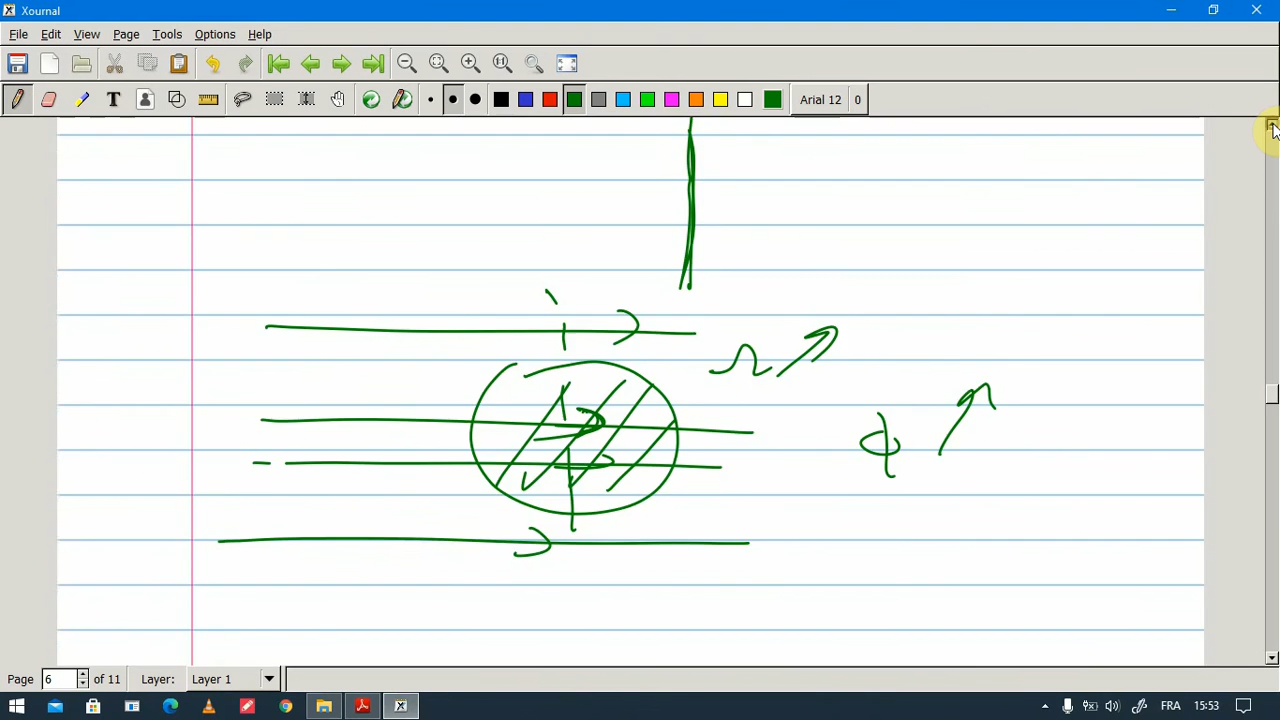 Xournal
File Edit View Page Tools Options Help
T Arial 12 0
Φ
Page 6 of 11 Layer: Layer 1
FRA 15:53